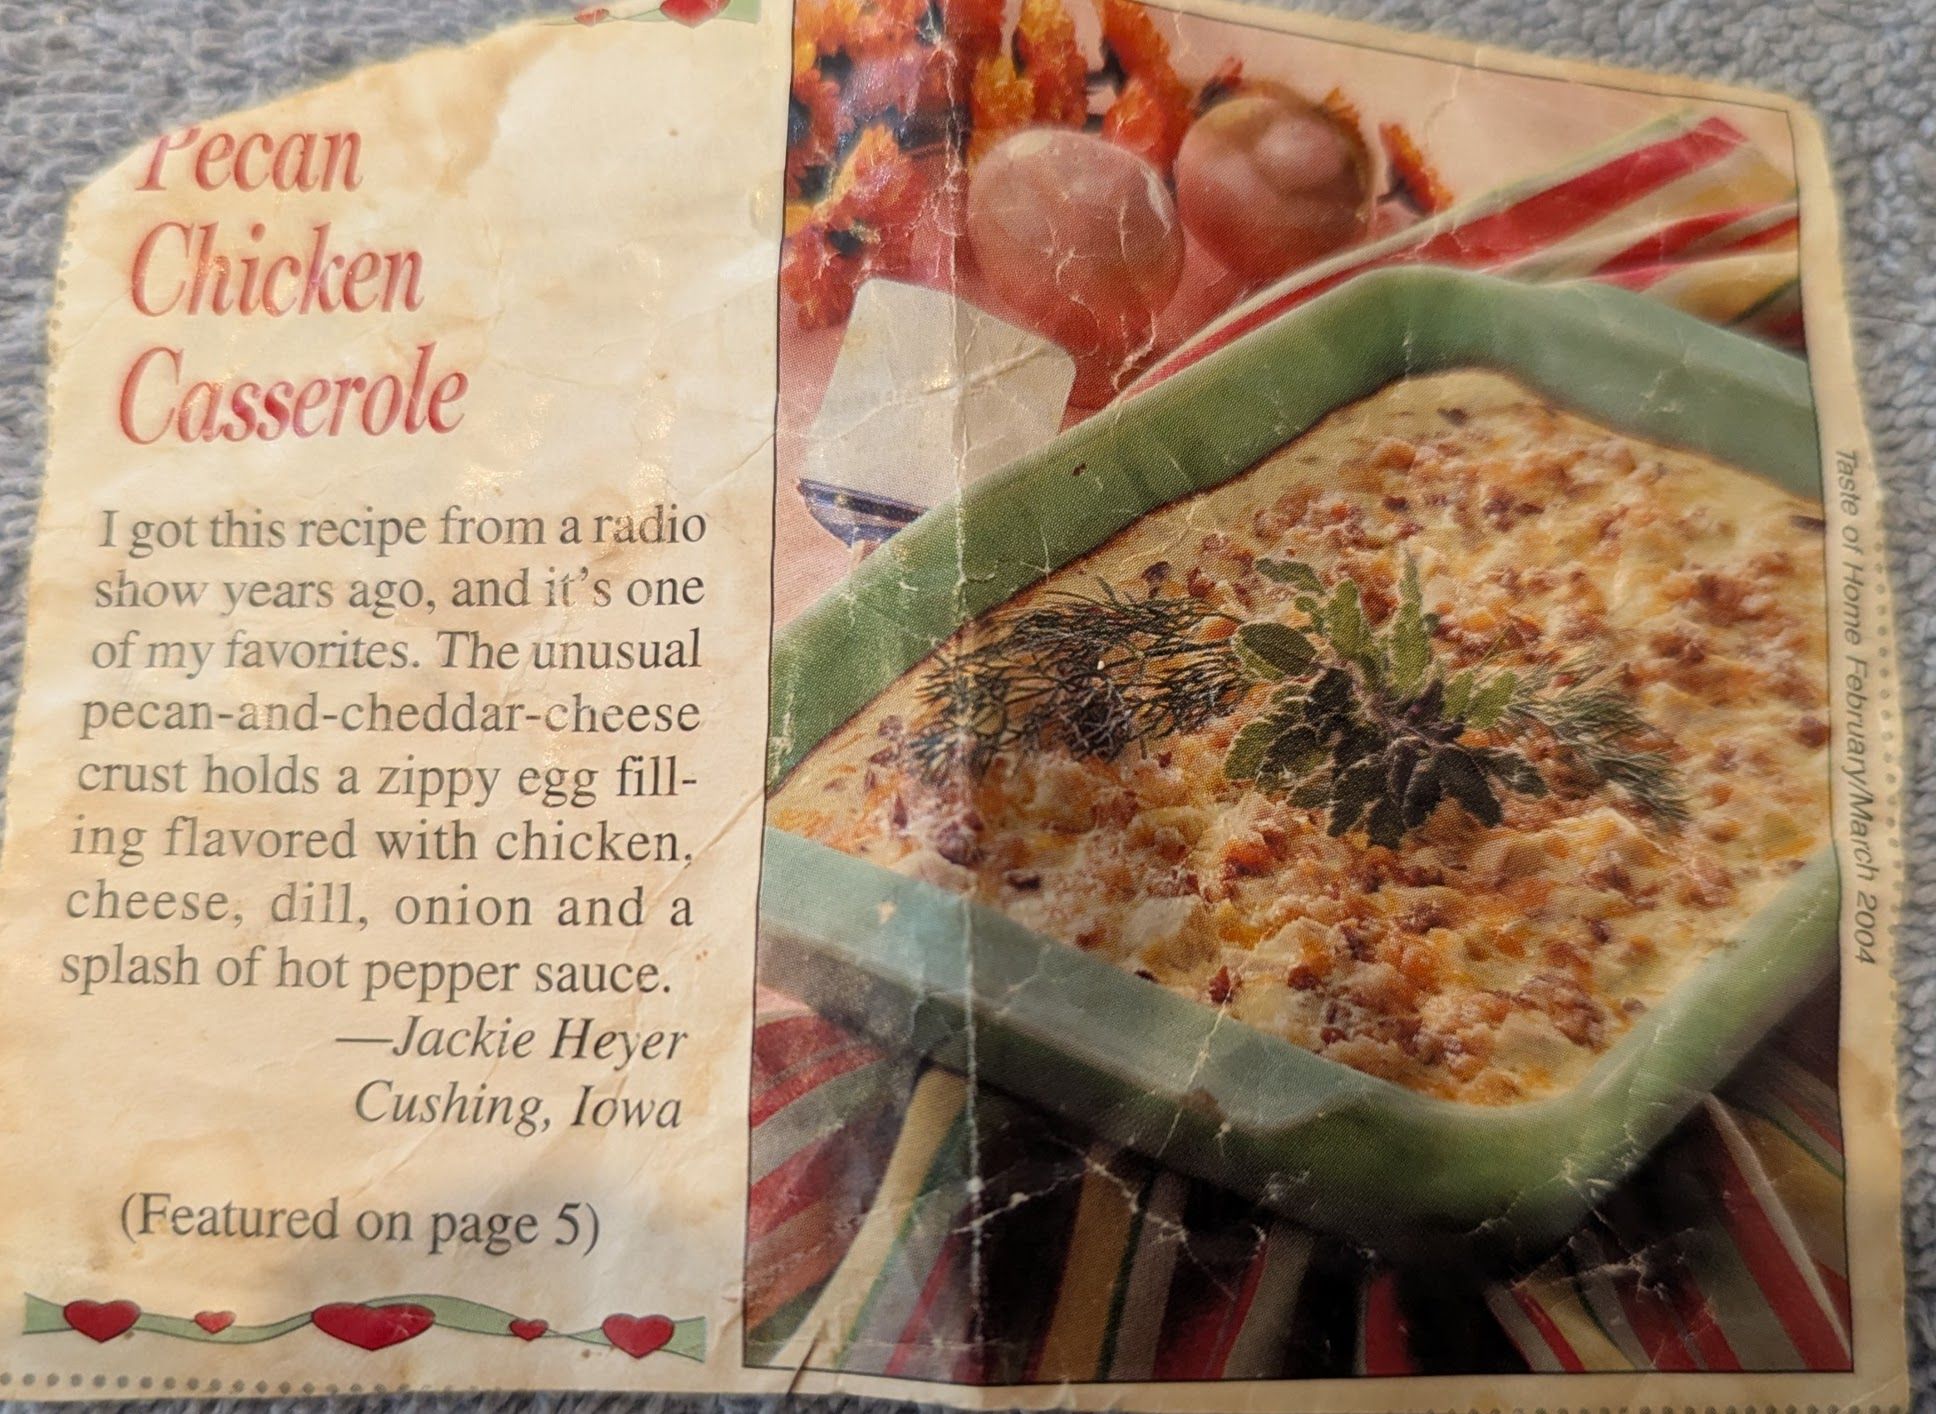 Pecan
Chicken
Casserole
I got this recipe from a radio
show years ago, and it's one
of my favorites. The unusual
pecan-and-cheddar-cheese
crust holds a zippy egg fill-
ing flavored with chicken,
cheese, dill, onion and a
splash of hot pepper sauce.
—Jackie Heyer
Cushing, Iowa
(Featured on page 5)
Taste of Home February/March 2004